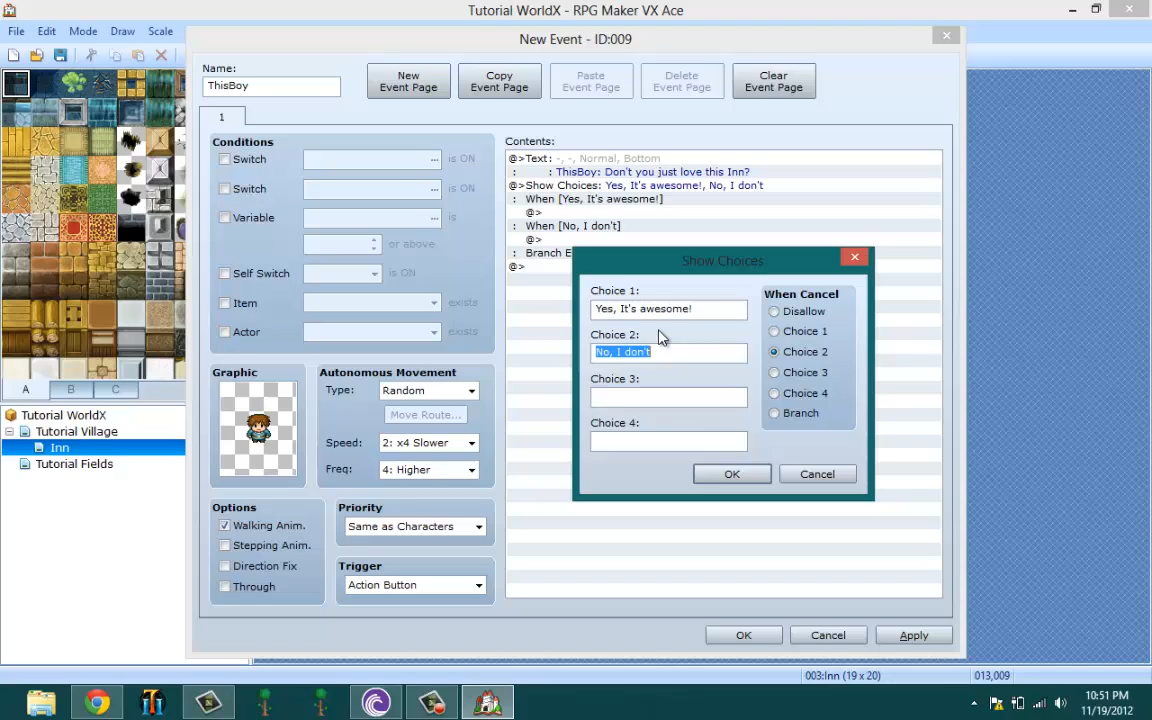 Tutorial WorldX - RPG Maker VX Ace
File Edit Mode Draw Scale
New Event - ID:009
Name:
ThisBoy
New Event Page
Copy Event Page
Paste Event Page
Delete Event Page
Clear Event Page
1
Conditions
Switch ... is ON
Switch ... is ON
Variable ... is
or above
Self Switch is ON
Item exists
Actor exists
Graphic
Autonomous Movement
Type: Random
Move Route...
Speed: 2: x4 Slower
Freq: 4: Higher
Options
Walking Anim.
Stepping Anim.
Direction Fix
Through
Priority
Same as Characters
Trigger
Action Button
Contents:
@>Text: -, -, Normal, Bottom
: : ThisBoy: Don't you just love this Inn?
@>Show Choices: Yes, It's awesome!, No, I don't
: When [Yes, It's awesome!]
@>
: When [No, I don't]
@>
: Branch E
@>
Show Choices
Choice 1:
Yes, It's awesome!
Choice 2:
No, I don't
Choice 3:
Choice 4:
When Cancel
Disallow
Choice 1
Choice 2
Choice 3
Choice 4
Branch
OK Cancel
OK Cancel Apply
A B C
Tutorial WorldX
Tutorial Village
Inn
Tutorial Fields
003:Inn (19 x 20) 013,009
10:51 PM
11/19/2012